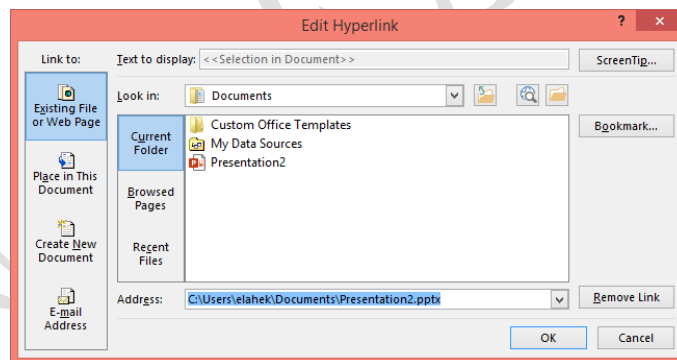 Edit Hyperlink
? ×
Link to:
Text to display: <<Selection in Document>>
ScreenTip...
Existing File
or Web Page
Look in: Documents
Current
Folder
Custom Office Templates
My Data Sources
Presentation2
Bookmark...
Place in This
Document
Browsed
Pages
Create New
Document
Recent
Files
E-mail
Address
Address: C:\Users\elahek\Documents\Presentation2.pptx
Remove Link
OK
Cancel